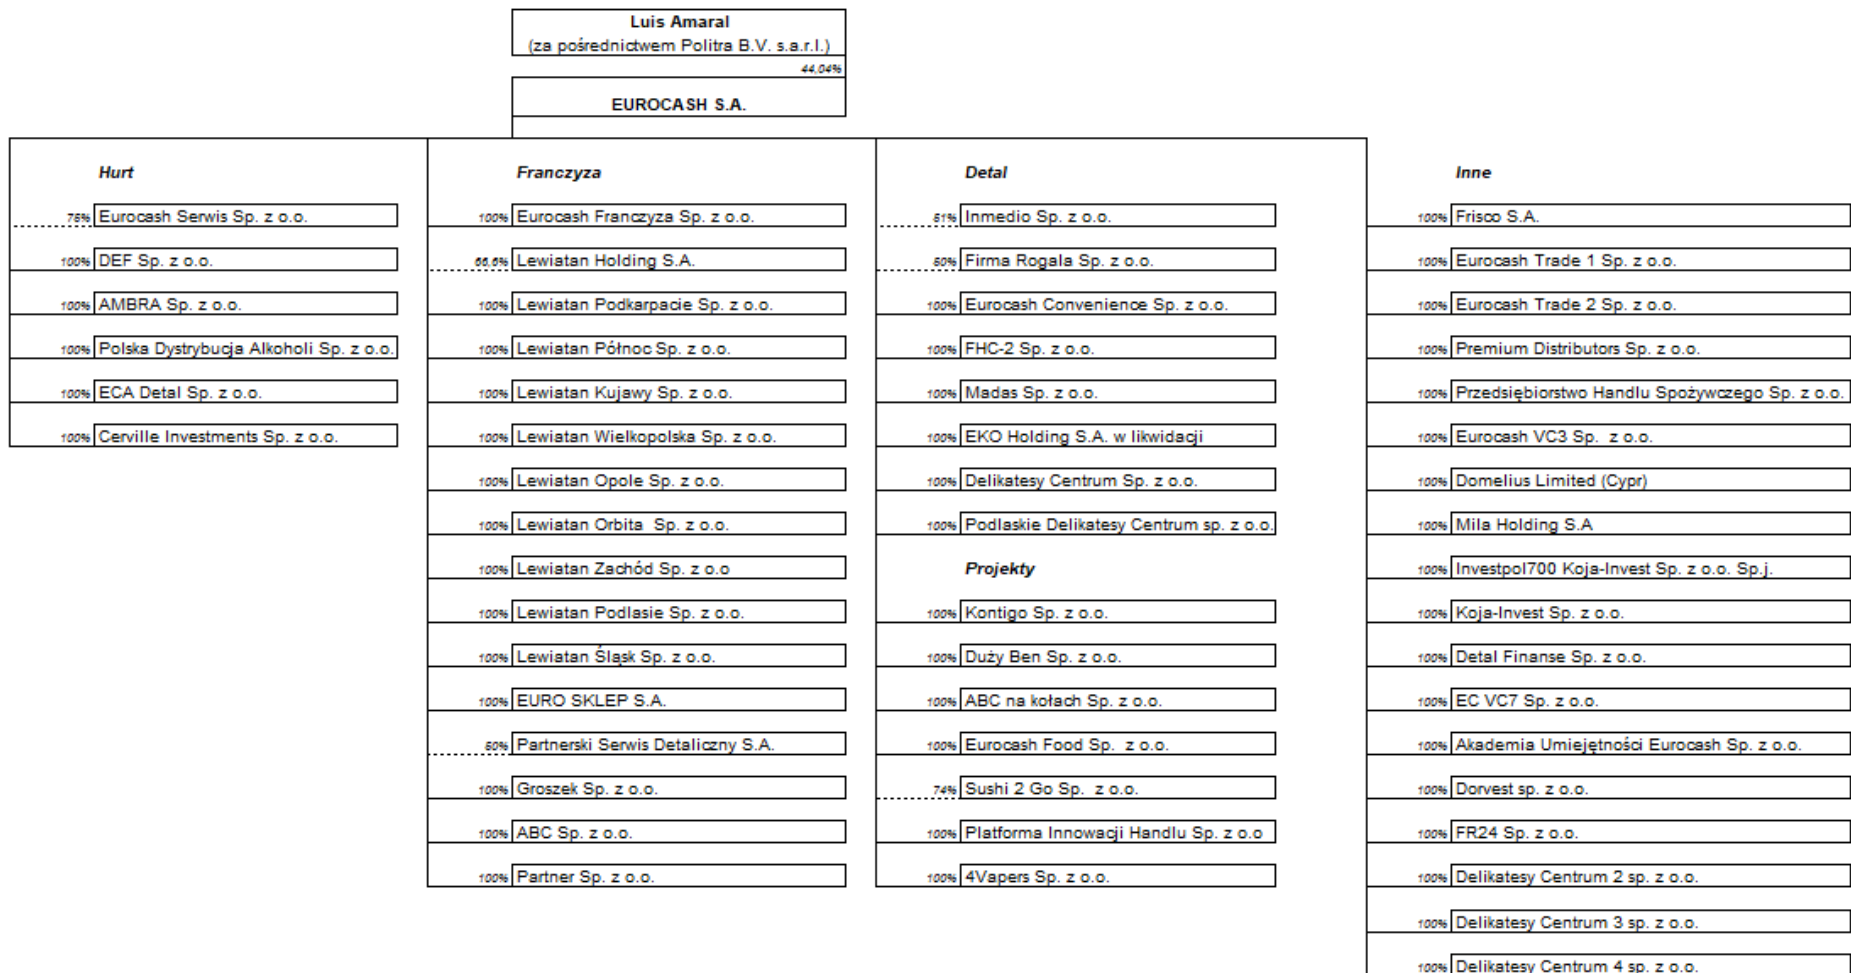 Luis Amaral
(za pośrednictwem Politra B.V. s.a.r.l.)
44,04%
EUROCASH S.A.
Hurt
75% Eurocash Serwis Sp. z o.o.
100% DEF Sp. z o.o.
100% AMBRA Sp. z o.o.
100% Polska Dystrybucja Alkoholi Sp. z o.o.
100% ECA Detal Sp. z o.o.
100% Cerville Investments Sp. z o.o.
Franczyza
100% Eurocash Franczyza Sp. z o.o.
66,6% Lewiatan Holding S.A.
100% Lewiatan Podkarpacie Sp. z o.o.
100% Lewiatan Północ Sp. z o.o.
100% Lewiatan Kujawy Sp. z o.o.
100% Lewiatan Wielkopolska Sp. z o.o.
100% Lewiatan Opole Sp. z o.o.
100% Lewiatan Orbita Sp. z o.o.
100% Lewiatan Zachód Sp. z o.o
100% Lewiatan Podlasie Sp. z o.o.
100% Lewiatan Śląsk Sp. z o.o.
100% EURO SKLEP S.A.
50% Partnerski Serwis Detaliczny S.A.
100% Groszek Sp. z o.o.
100% ABC Sp. z o.o.
100% Partner Sp. z o.o.
Detal
51% Inmedio Sp. z o.o.
50% Firma Rogala Sp. z o.o.
100% Eurocash Convenience Sp. z o.o.
100% FHC-2 Sp. z o.o.
100% Madas Sp. z o.o.
100% EKO Holding S.A. w likwidacji
100% Delikatesy Centrum Sp. z o.o.
100% Podlaskie Delikatesy Centrum sp. z o.o.
Projekty
100% Kontigo Sp. z o.o.
100% Duży Ben Sp. z o.o.
100% ABC na kołach Sp. z o.o.
100% Eurocash Food Sp. z o.o.
74% Sushi 2 Go Sp. z o.o.
100% Platforma Innowacji Handlu Sp. z o.o
100% 4Vapers Sp. z o.o.
Inne
100% Frisco S.A.
100% Eurocash Trade 1 Sp. z o.o.
100% Eurocash Trade 2 Sp. z o.o.
100% Premium Distributors Sp. z o.o.
100% Przedsiębiorstwo Handlu Spożywczego Sp. z o.o.
100% Eurocash VC3 Sp. z o.o.
100% Domelius Limited (Cypr)
100% Mila Holding S.A
100% Investpol700 Koja-Invest Sp. z o.o. Sp.j.
100% Koja-Invest Sp. z o.o.
100% Detal Finanse Sp. z o.o.
100% EC VC7 Sp. z o.o.
100% Akademia Umiejętności Eurocash Sp. z o.o.
100% Dorvest sp. z o.o.
100% FR24 Sp. z o.o.
100% Delikatesy Centrum 2 sp. z o.o.
100% Delikatesy Centrum 3 sp. z o.o.
100% Delikatesy Centrum 4 sp. z o.o.